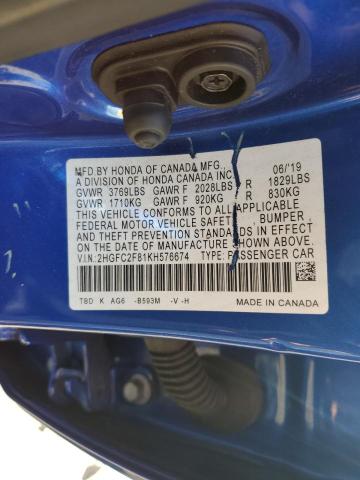 MFD.BY HONDA OF CANADA MFG., 06/'19
A DIVISION OF HONDA CANADA INC.
GVWR 3769LBS GAWR F 2028LBS R 1829LBS
GVWR 1710KG GAWR F 920KG R 830KG
THIS VEHICLE CONFORMS TO ALL APPLICABLE
FEDERAL MOTOR VEHICLE SAFETY, BUMPER,
AND THEFT PREVENTION STANDARDS IN EFFECT
ON THE DATE OF MANUFACTURE SHOWN ABOVE.
V.I.N.:2HGFC2F81KH576674 TYPE:PASSENGER CAR
TBD K AG6 -B593M -V -H MADE IN CANADA